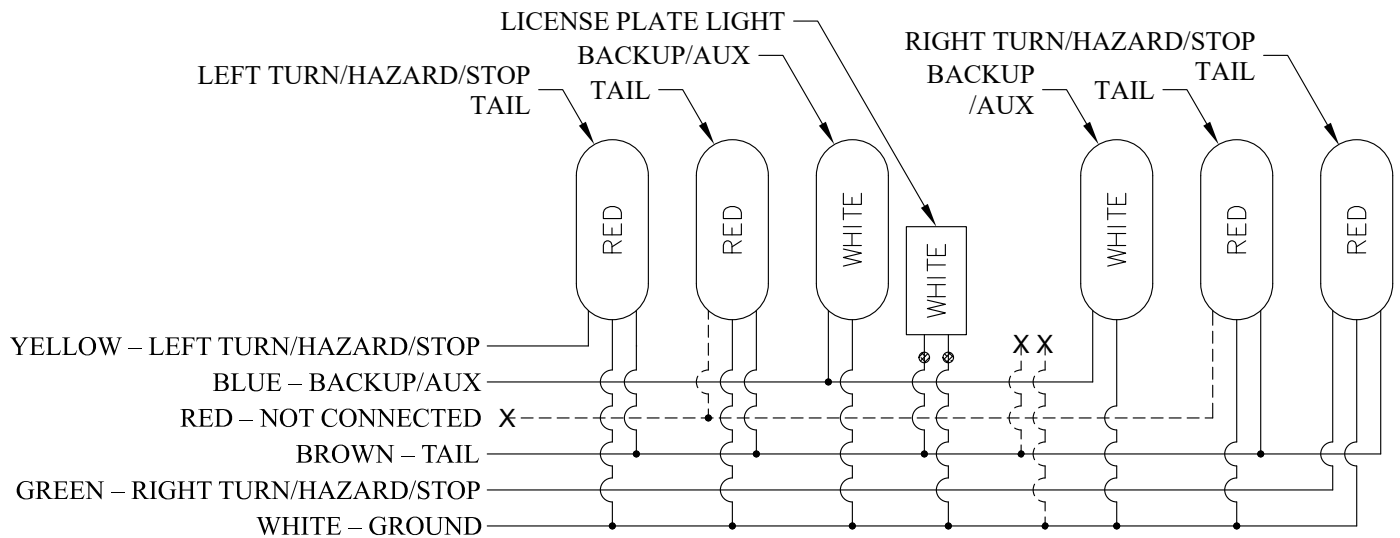 LICENSE PLATE LIGHT
BACKUP/AUX
LEFT TURN/HAZARD/STOP
TAIL
TAIL
RIGHT TURN/HAZARD/STOP
TAIL
BACKUP
/AUX
TAIL
RED
RED
WHITE
WHITE
WHITE
RED
RED
YELLOW – LEFT TURN/HAZARD/STOP
X X
BLUE – BACKUP/AUX
RED – NOT CONNECTED X
BROWN – TAIL
GREEN – RIGHT TURN/HAZARD/STOP
WHITE – GROUND